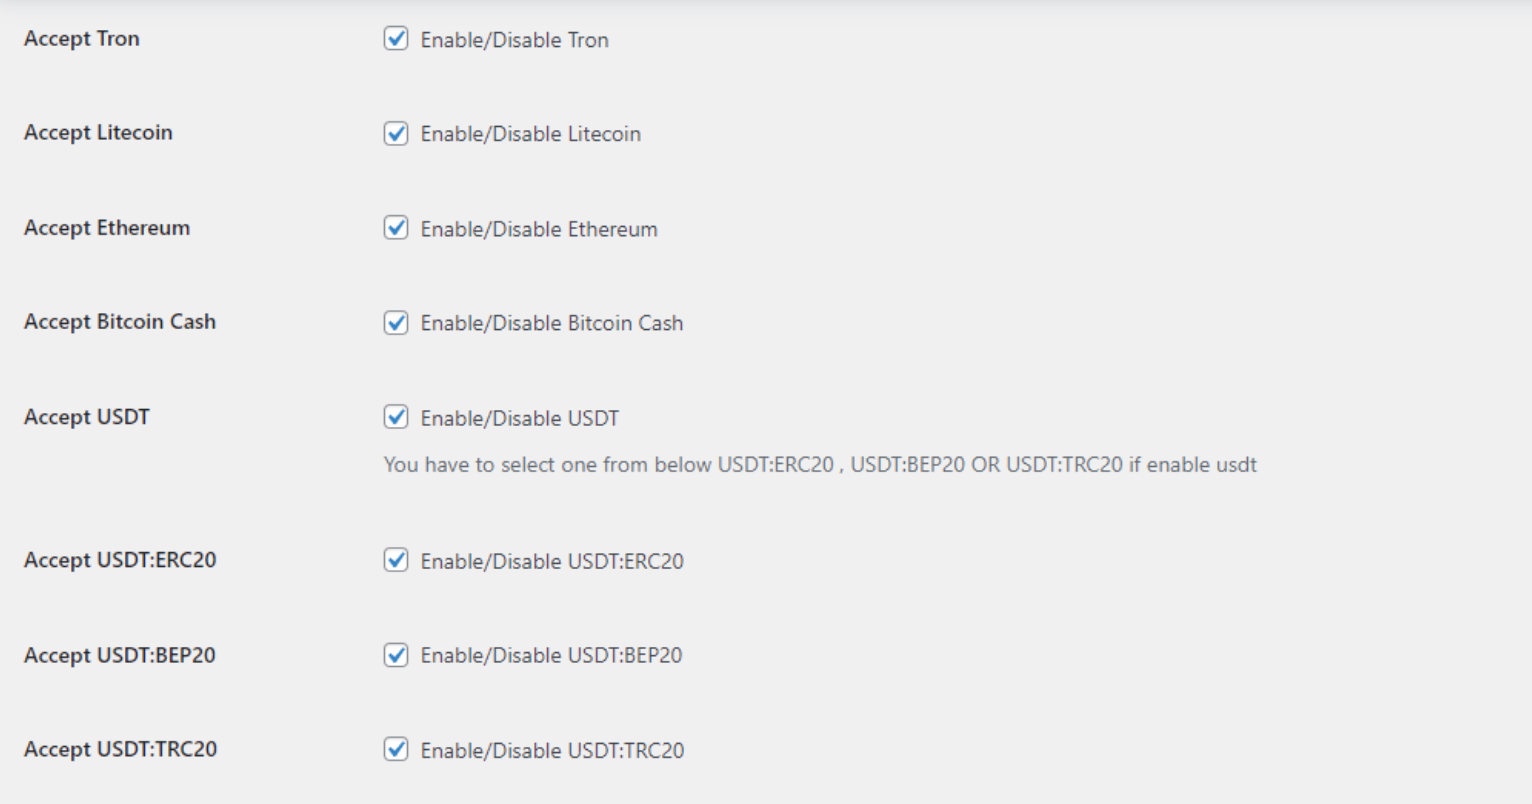 Accept Tron
Enable/Disable Tron
Accept Litecoin
Enable/Disable Litecoin
Accept Ethereum
Enable/Disable Ethereum
Accept Bitcoin Cash
Enable/Disable Bitcoin Cash
Accept USDT
Enable/Disable USDT
You have to select one from below USDT:ERC20 , USDT:BEP20 OR USDT:TRC20 if enable usdt
Accept USDT:ERC20
Enable/Disable USDT:ERC20
Accept USDT:BEP20
Enable/Disable USDT:BEP20
Accept USDT:TRC20
Enable/Disable USDT:TRC20